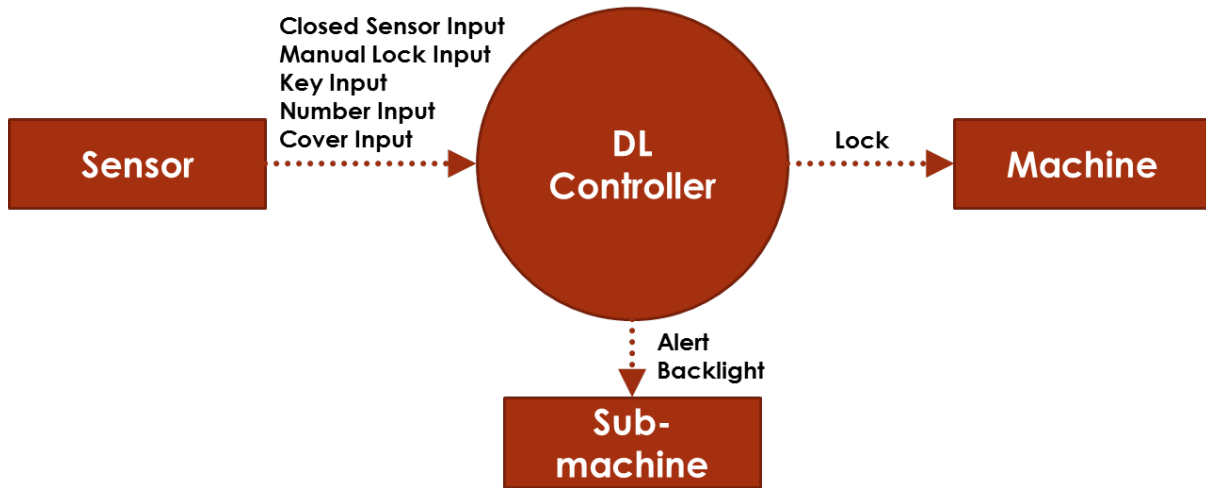 Closed Sensor Input
Manual Lock Input
Key Input
Number Input
Cover Input
Sensor
DL
Controller
Lock
Machine
Alert
Backlight
Sub-
machine